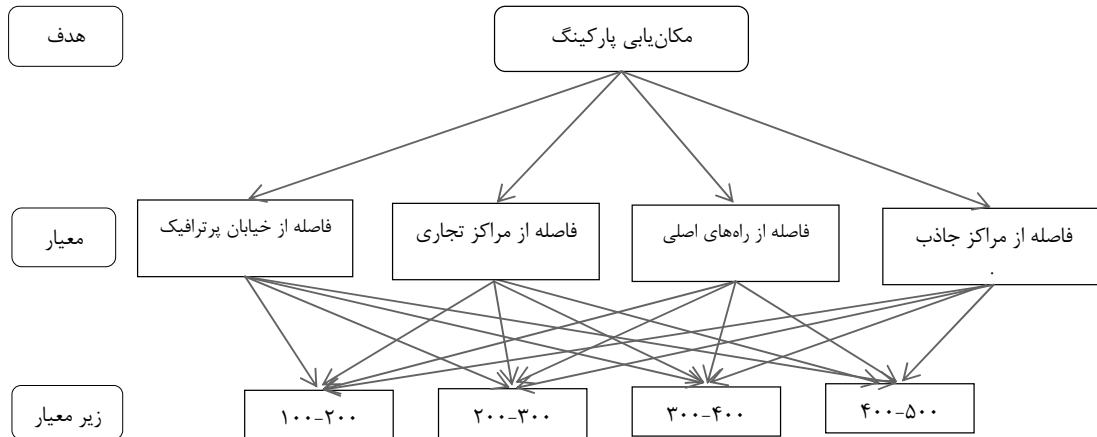 هدف
مکان‌یابی پارکینگ
معیار
فاصله از مراکز جاذب
.
فاصله از راه‌های اصلی
فاصله از مراکز تجاری
فاصله از خیابان پرترافیک
زیر معیار
۱۰۰-۲۰۰
۲۰۰-۳۰۰
۳۰۰-۴۰۰
۴۰۰-۵۰۰